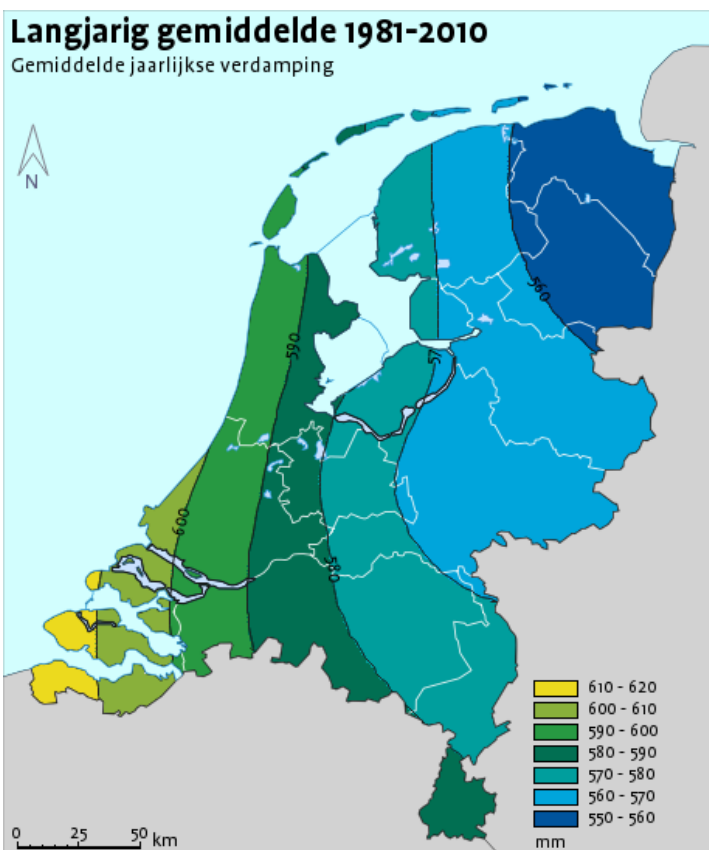 Langjarig gemiddelde 1981-2010
Gemiddelde jaarlijkse verdamping
N
560
590
57
600
580
610 - 620
600 - 610
590 - 600
580 - 590
570 - 580
560 - 570
550 - 560
mm
0 25 50 km